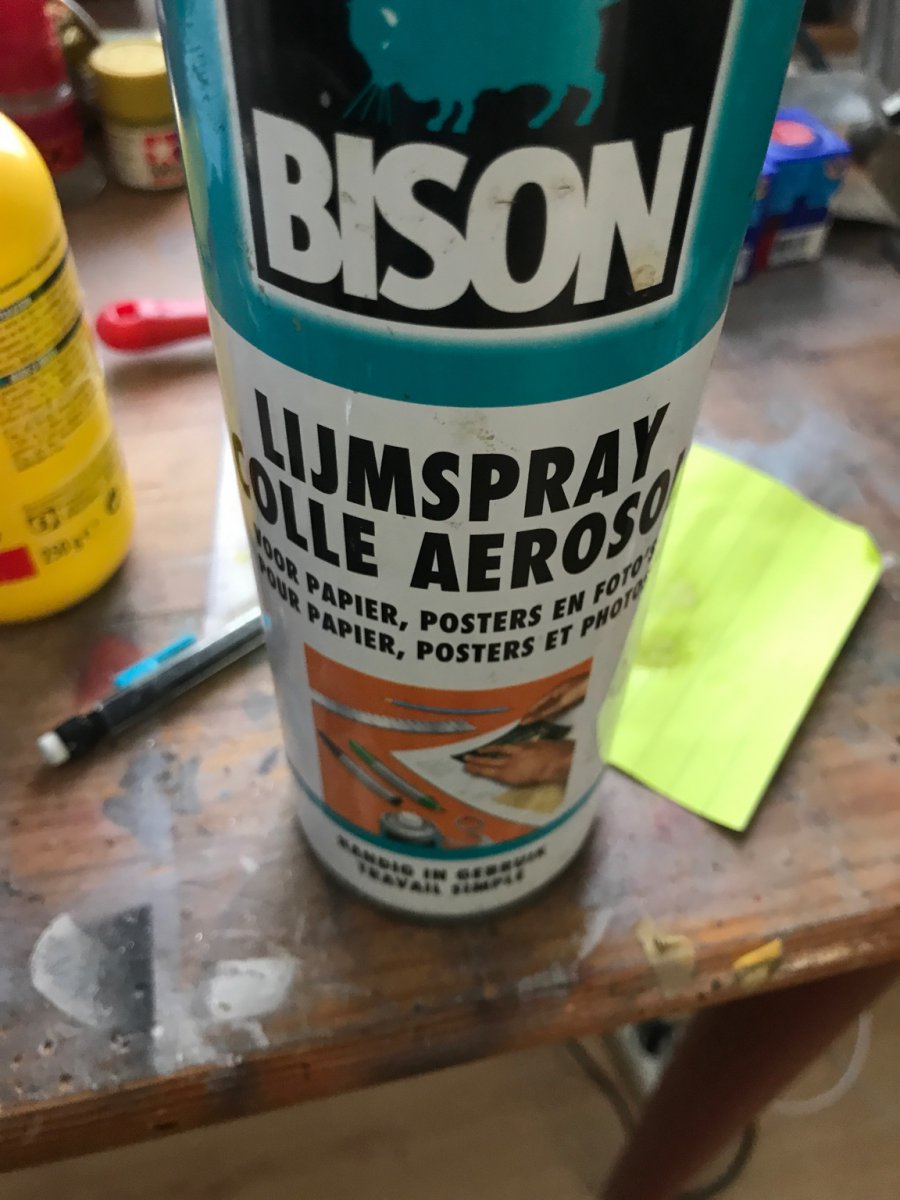 BISON
LIJMSPRAY
COLLE AEROSOL
VOOR PAPIER, POSTERS EN FOTO'S
POUR PAPIER, POSTERS ET PHOTOS
HANDIG IN GEBRUIK
TRAVAIL SIMPLE
250 g e